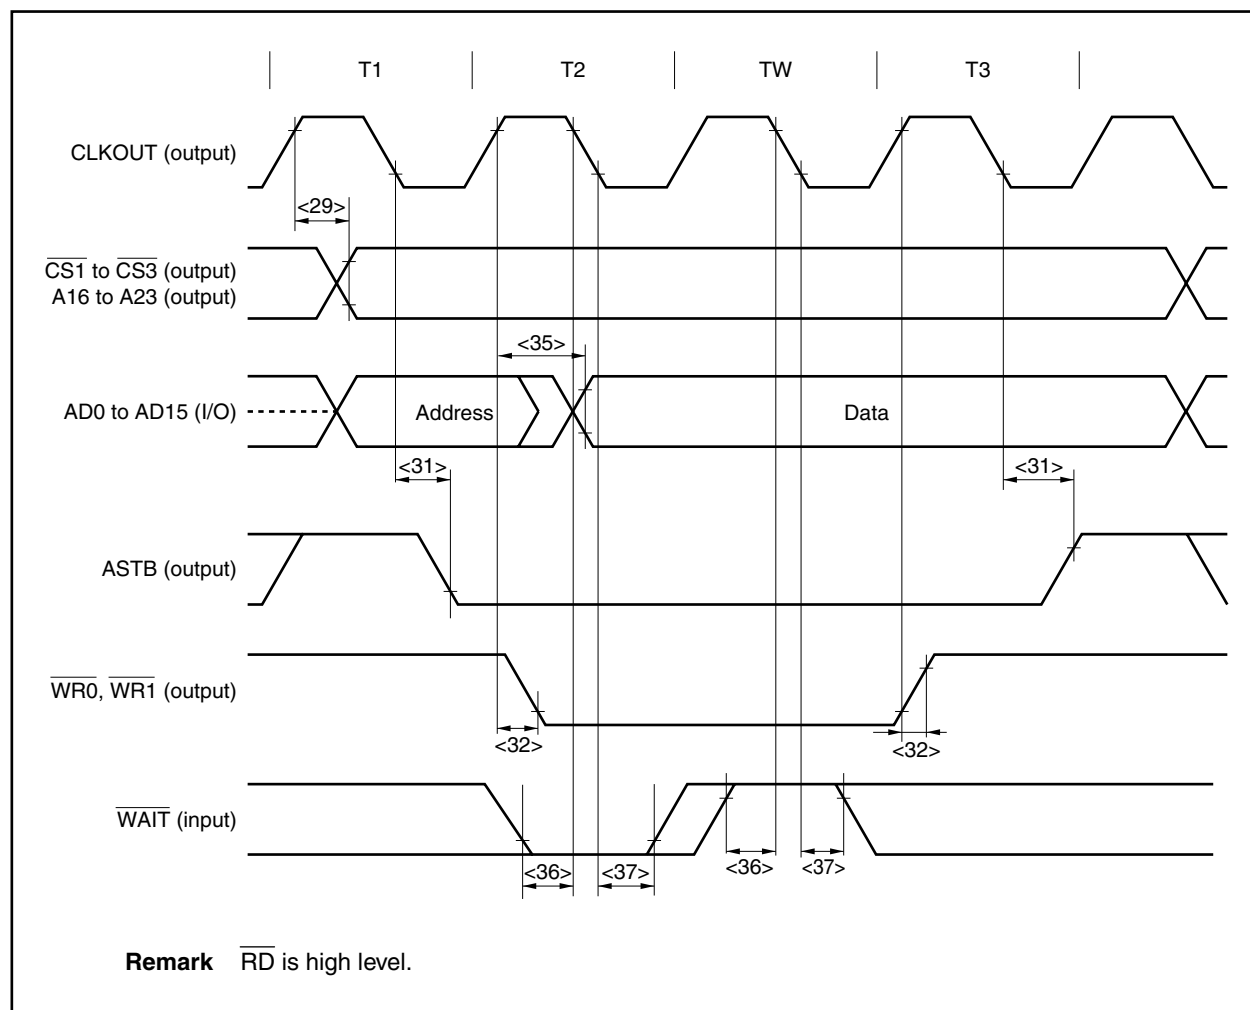 T1 T2 TW T3
CLKOUT (output)
<29>
CS1 to CS3 (output)
A16 to A23 (output)
<35>
AD0 to AD15 (I/O)
Address
Data
<31>
<31>
ASTB (output)
WR0, WR1 (output)
<32>
<32>
WAIT (input)
<36>
<37>
<36>
<37>
Remark RD is high level.